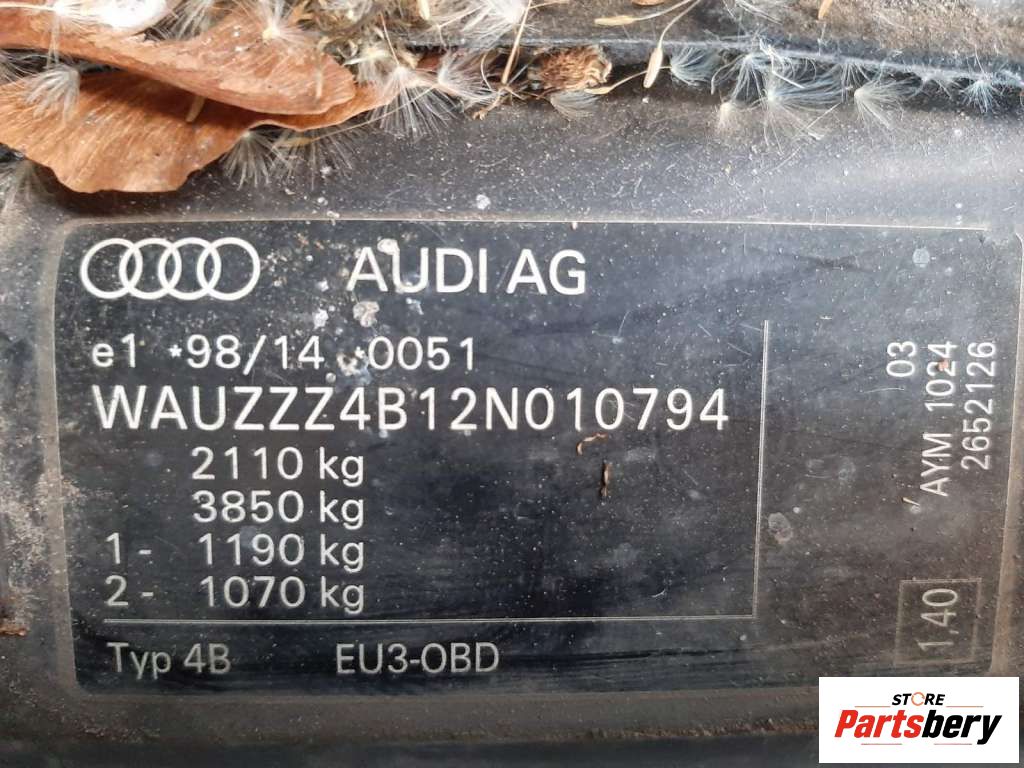 AUDI AG
e1 *98/14 *0051
WAUZZZ4B12N010794
2110 kg
3850 kg
1- 1190 kg
2- 1070 kg
Typ 4B EU3-OBD
03
AYM 1024
2652126
1,40
STORE
Partsbery